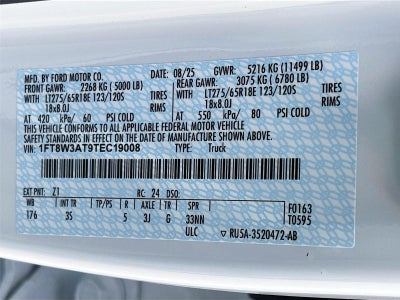 MFD. BY FORD MOTOR CO. 08/25 GVWR: 5216 KG (11499 LB)
FRONT GAWR: 2268 KG ( 5000 LB) REAR GAWR: 3075 KG ( 6780 LB)
WITH LT275/65R18E 123/120S TIRES WITH LT275/65R18E 123/120S TIRES
18x8.0J RIMS 18x8.0J RIMS
AT 420 kPa/ 60 PSI COLD AT 550 kPa/ 80 PSI COLD
THIS VEHICLE CONFORMS TO ALL APPLICABLE FEDERAL MOTOR VEHICLE
SAFETY STANDARDS IN EFFECT ON THE DATE OF MANUFACTURE SHOWN ABOVE.
VIN: 1FT8W3AT9TEC19008 TYPE: Truck
EXT PNT: Z1 RC: 24 DSO: F0163
WB INT TR TP/PS R AXLE TR SPR T0595
176 3S 5 3J G 33NN
ULC RU5A-3520472-AB